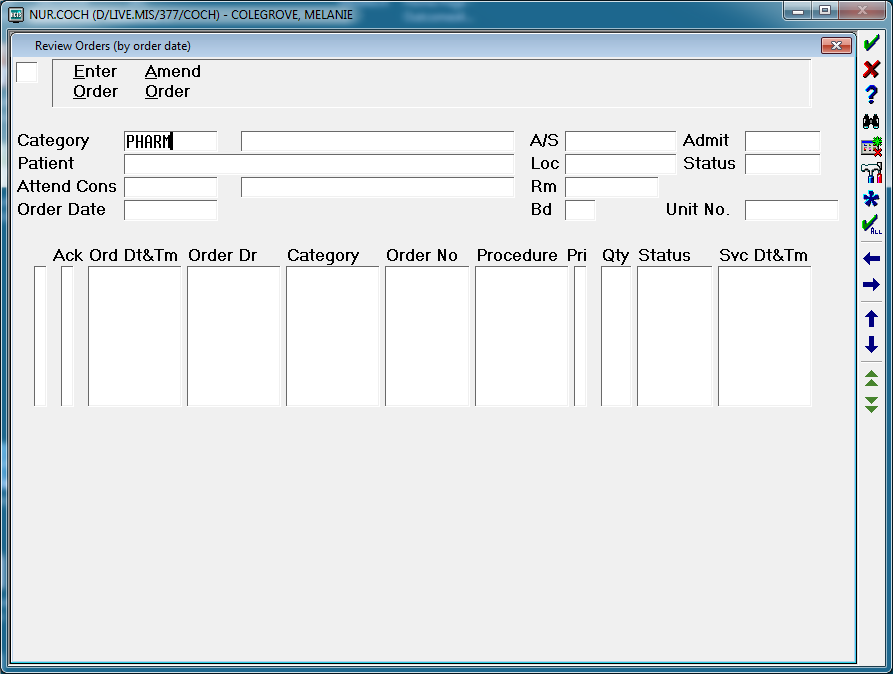 NUR.COCH (D/LIVE.MIS/377/COCH) - COLEGROVE, MELANIE
Review Orders (by order date)
Enter Amend
Order Order
Category PHARM A/S Admit
Patient Loc Status
Attend Cons Rm
Order Date Bd Unit No.
Ack Ord Dt&Tm Order Dr Category Order No Procedure Pri Qty Status Svc Dt&Tm
?
ALL